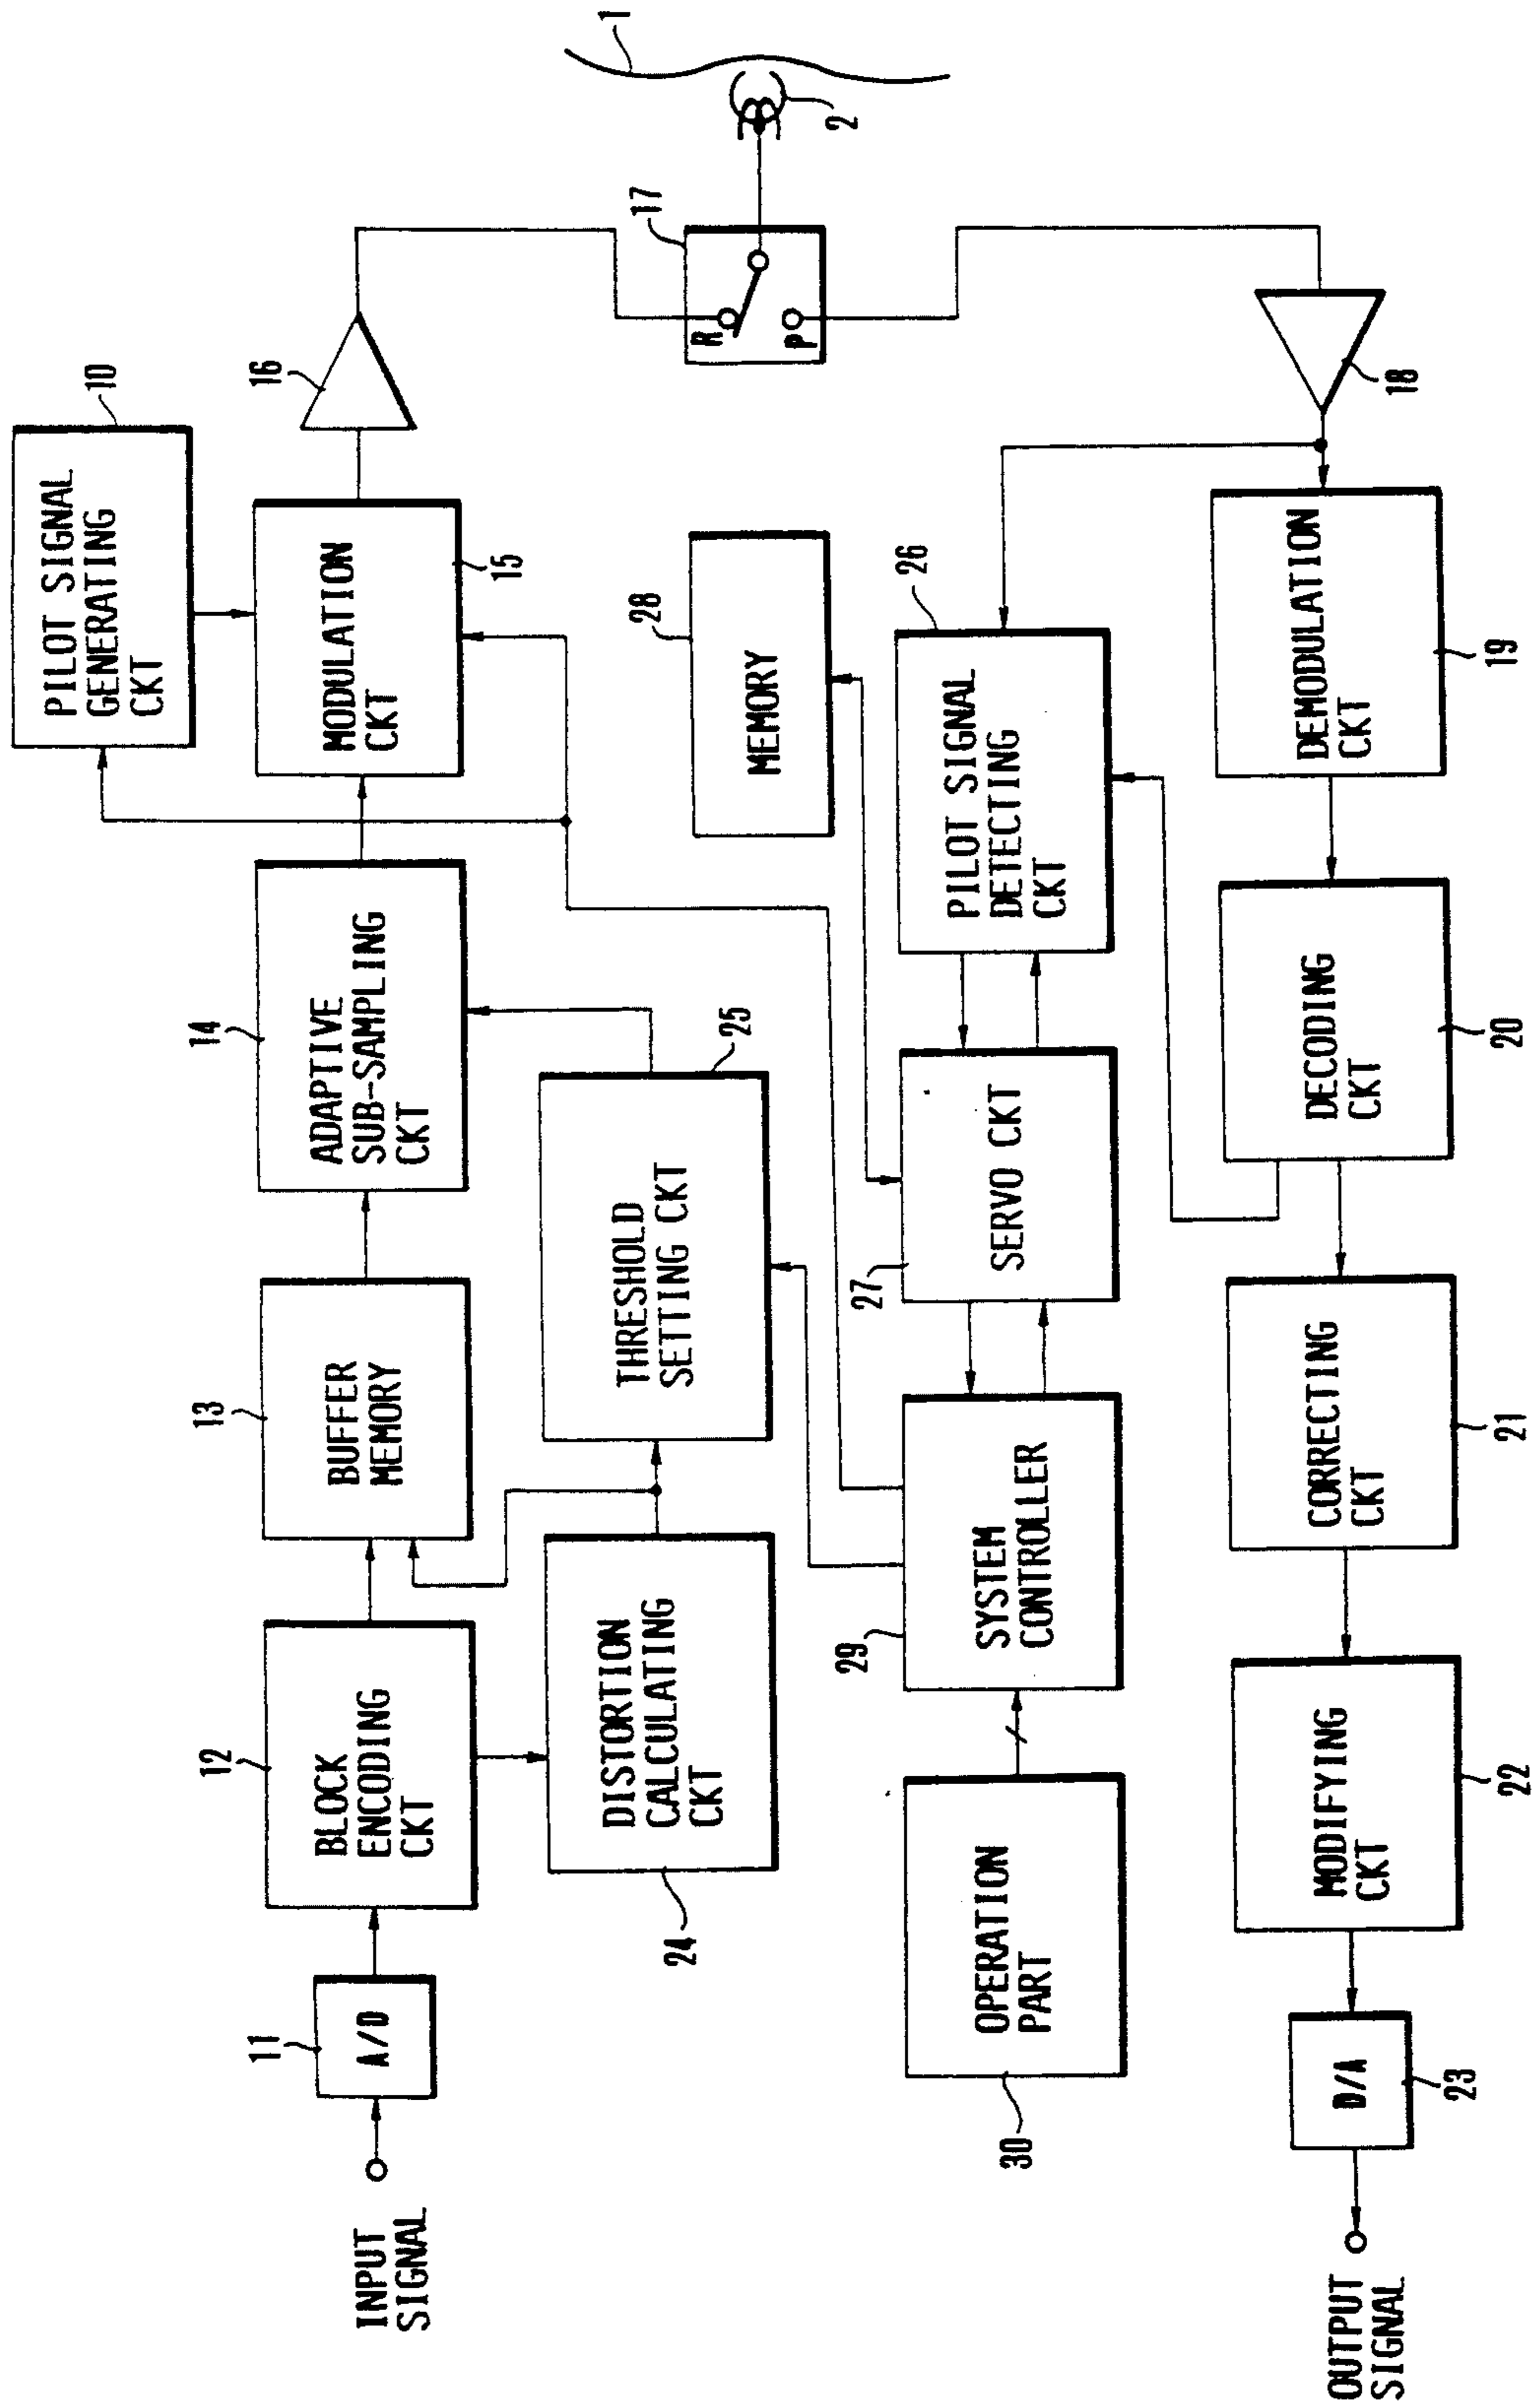 10
PILOT SIGNAL
GENERATING
CKT
INPUT
SIGNAL
11
A/D
12
BLOCK
ENCODING
CKT
13
BUFFER
MEMORY
14
ADAPTIVE
SUB-SAMPLING
CKT
MODULATION
CKT
15
16
24
DISTORTION
CALCULATING
CKT
THRESHOLD
SETTING CKT
25
28
MEMORY
17
R
P
1
2
30
OPERATION
PART
29
SYSTEM
CONTROLLER
27
SERVO CKT
26
PILOT SIGNAL
DETECTING
CKT
OUTPUT
SIGNAL
D/A
23
MODIFYING
CKT
22
CORRECTING
CKT
21
DECODING
CKT
20
DEMODULATION
CKT
19
18